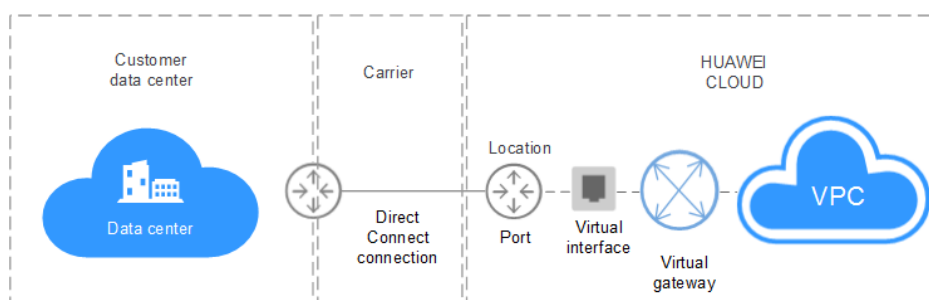 Customer
data center
Carrier
HUAWEI
CLOUD
Data center
Direct
Connect
connection
Location
Port
Virtual
interface
Virtual
gateway
VPC